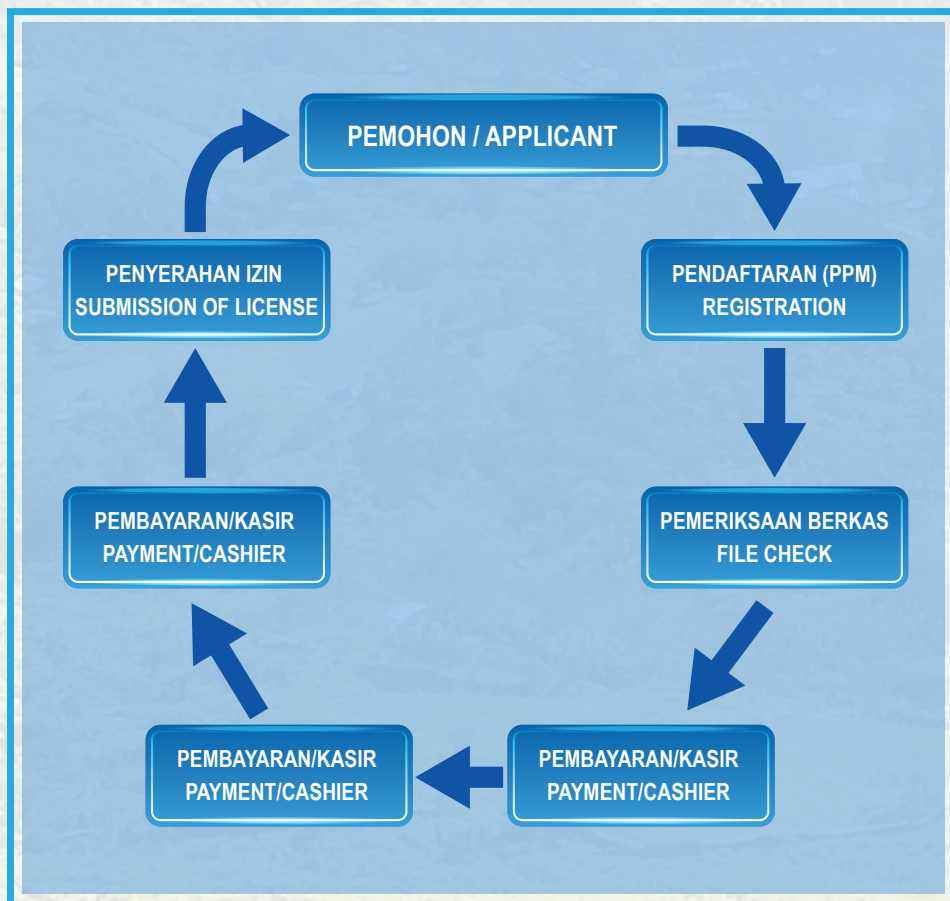 PEMOHON / APPLICANT
PENDAFTARAN (PPM)
REGISTRATION
PEMERIKSAAN BERKAS
FILE CHECK
PEMBAYARAN/KASIR
PAYMENT/CASHIER
PEMBAYARAN/KASIR
PAYMENT/CASHIER
PEMBAYARAN/KASIR
PAYMENT/CASHIER
PENYERAHAN IZIN
SUBMISSION OF LICENSE